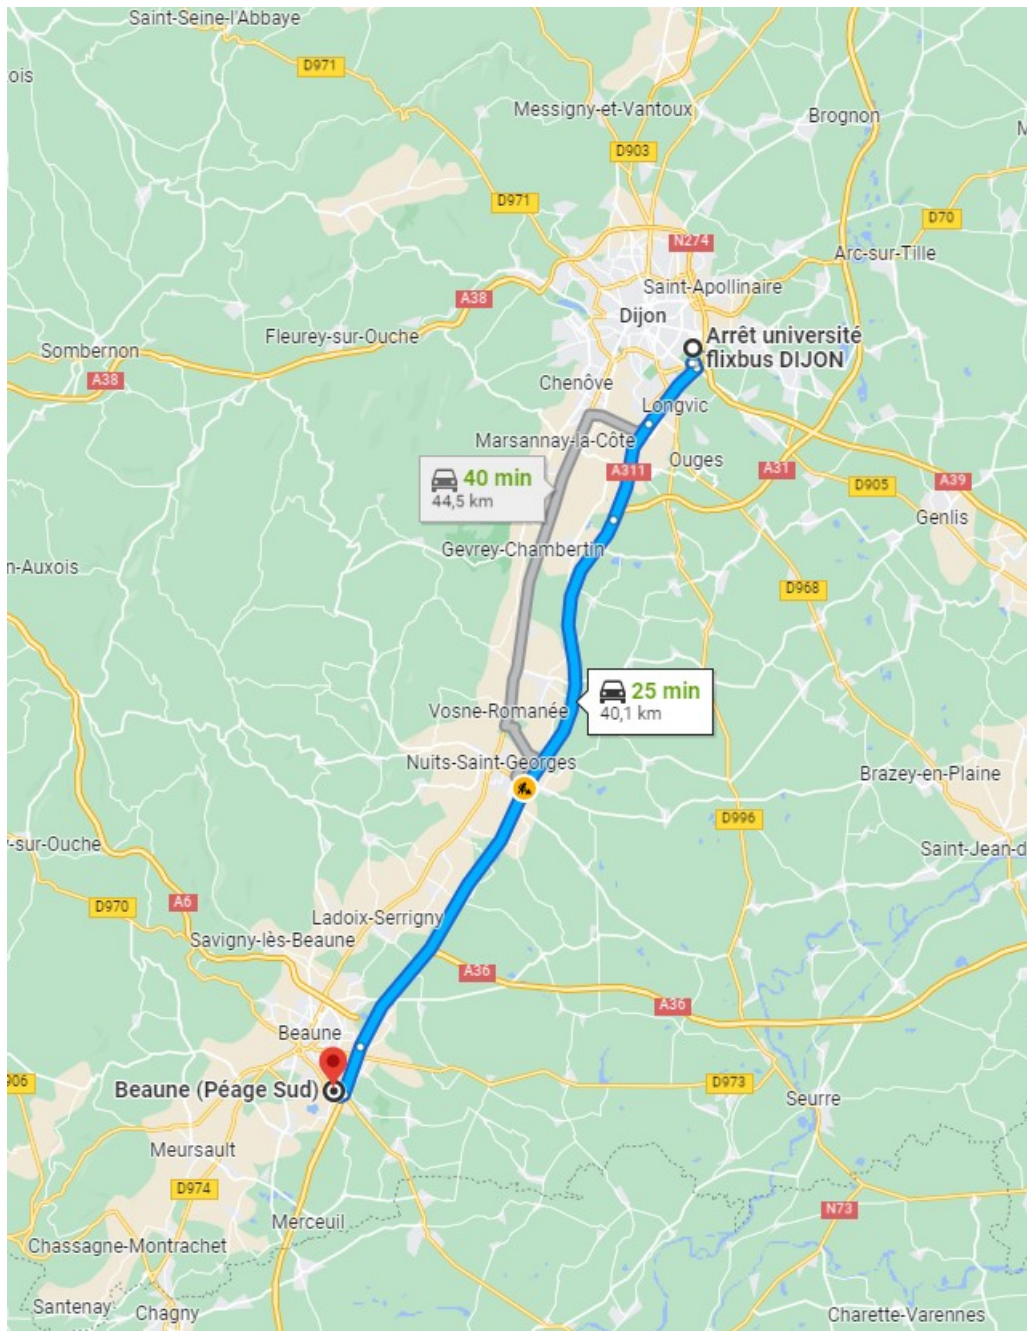 Saint-Seine-l'Abbaye
D971
ois
Messigny-et-Vantoux
Brognon
M
D903
D971
D70
N274
Arc-sur-Tille
Saint-Apollinaire
A38
Dijon
Fleurey-sur-Ouche
Arrêt université
flixbus DIJON
Sombernon
A38
Chenôve
Longvic
Marsannay-la-Côte
Ouges
A311
A31
40 min
44,5 km
D905
A39
Genlis
Gevrey-Chambertin
n-Auxois
D968
25 min
40,1 km
Vosne-Romanée
Nuits-Saint-Georges
Brazey-en-Plaine
D996
-sur-Ouche
Saint-Jean-d
A6
D970
Ladoix-Serrigny
Savigny-lès-Beaune
A36
A36
Beaune
906
Beaune (Péage Sud)
D973
Seurre
Meursault
D974
N73
Merceuil
Chassagne-Montrachet
Santenay
Chagny
Charette-Varennes